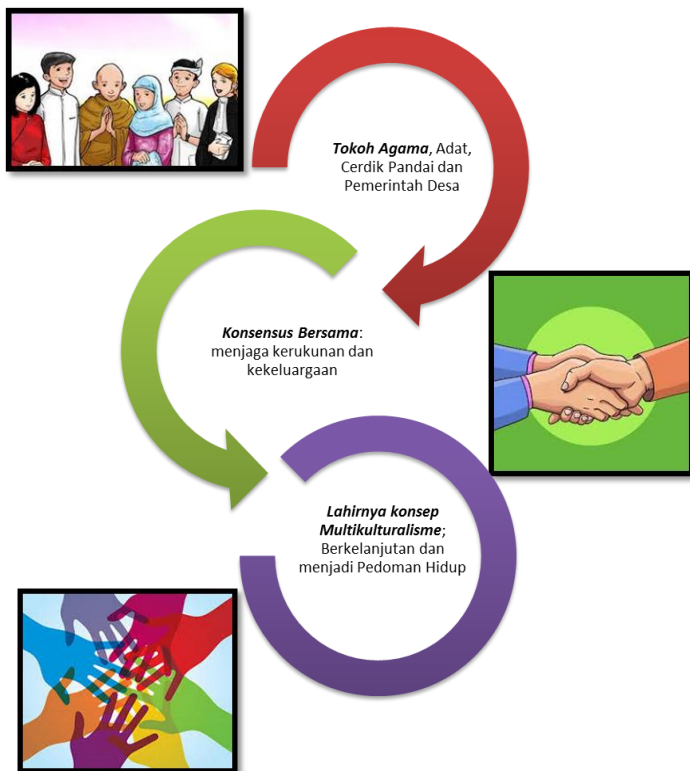 Tokoh Agama, Adat,
Cerdik Pandai dan
Pemerintah Desa
Konsensus Bersama:
menjaga kerukunan dan
kekeluargaan
Lahirnya konsep
Multikulturalisme;
Berkelanjutan dan
menjadi Pedoman Hidup